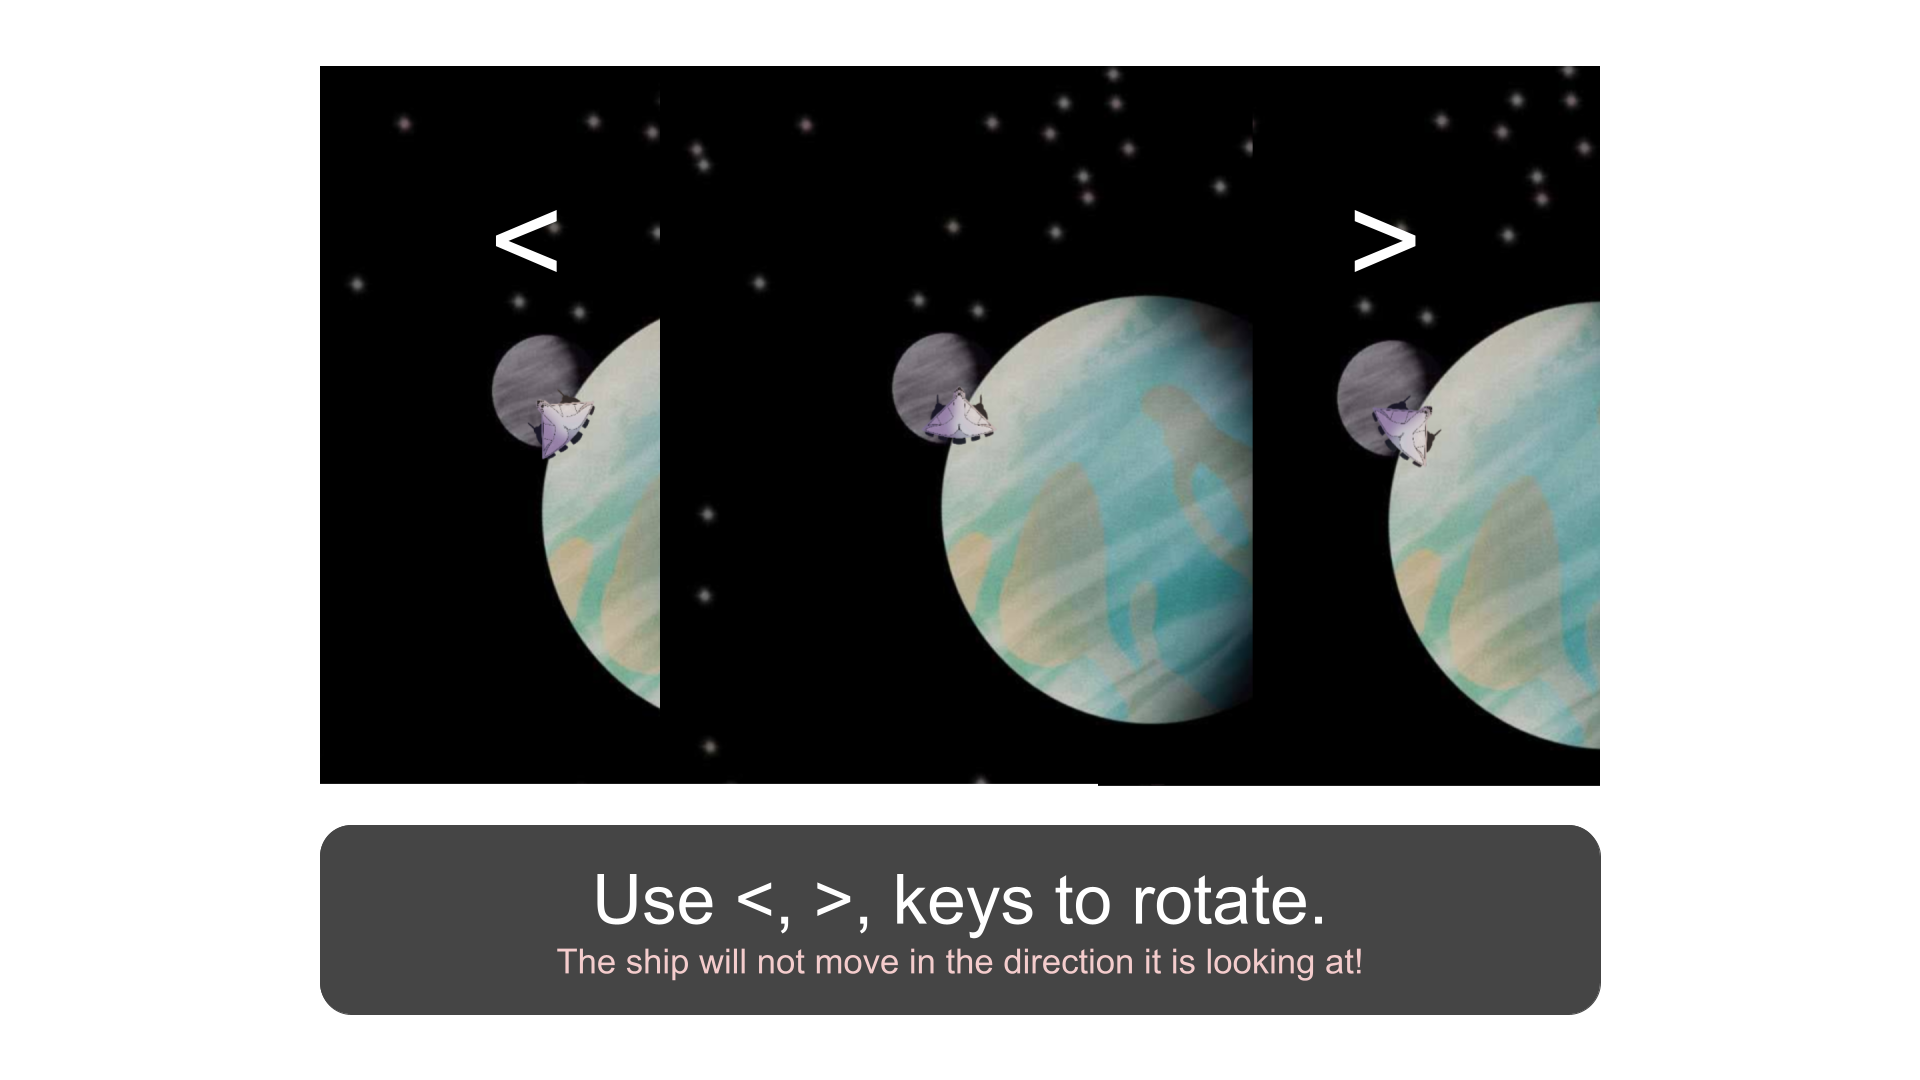 < >
Use <, >, keys to rotate.
The ship will not move in the direction it is looking at!